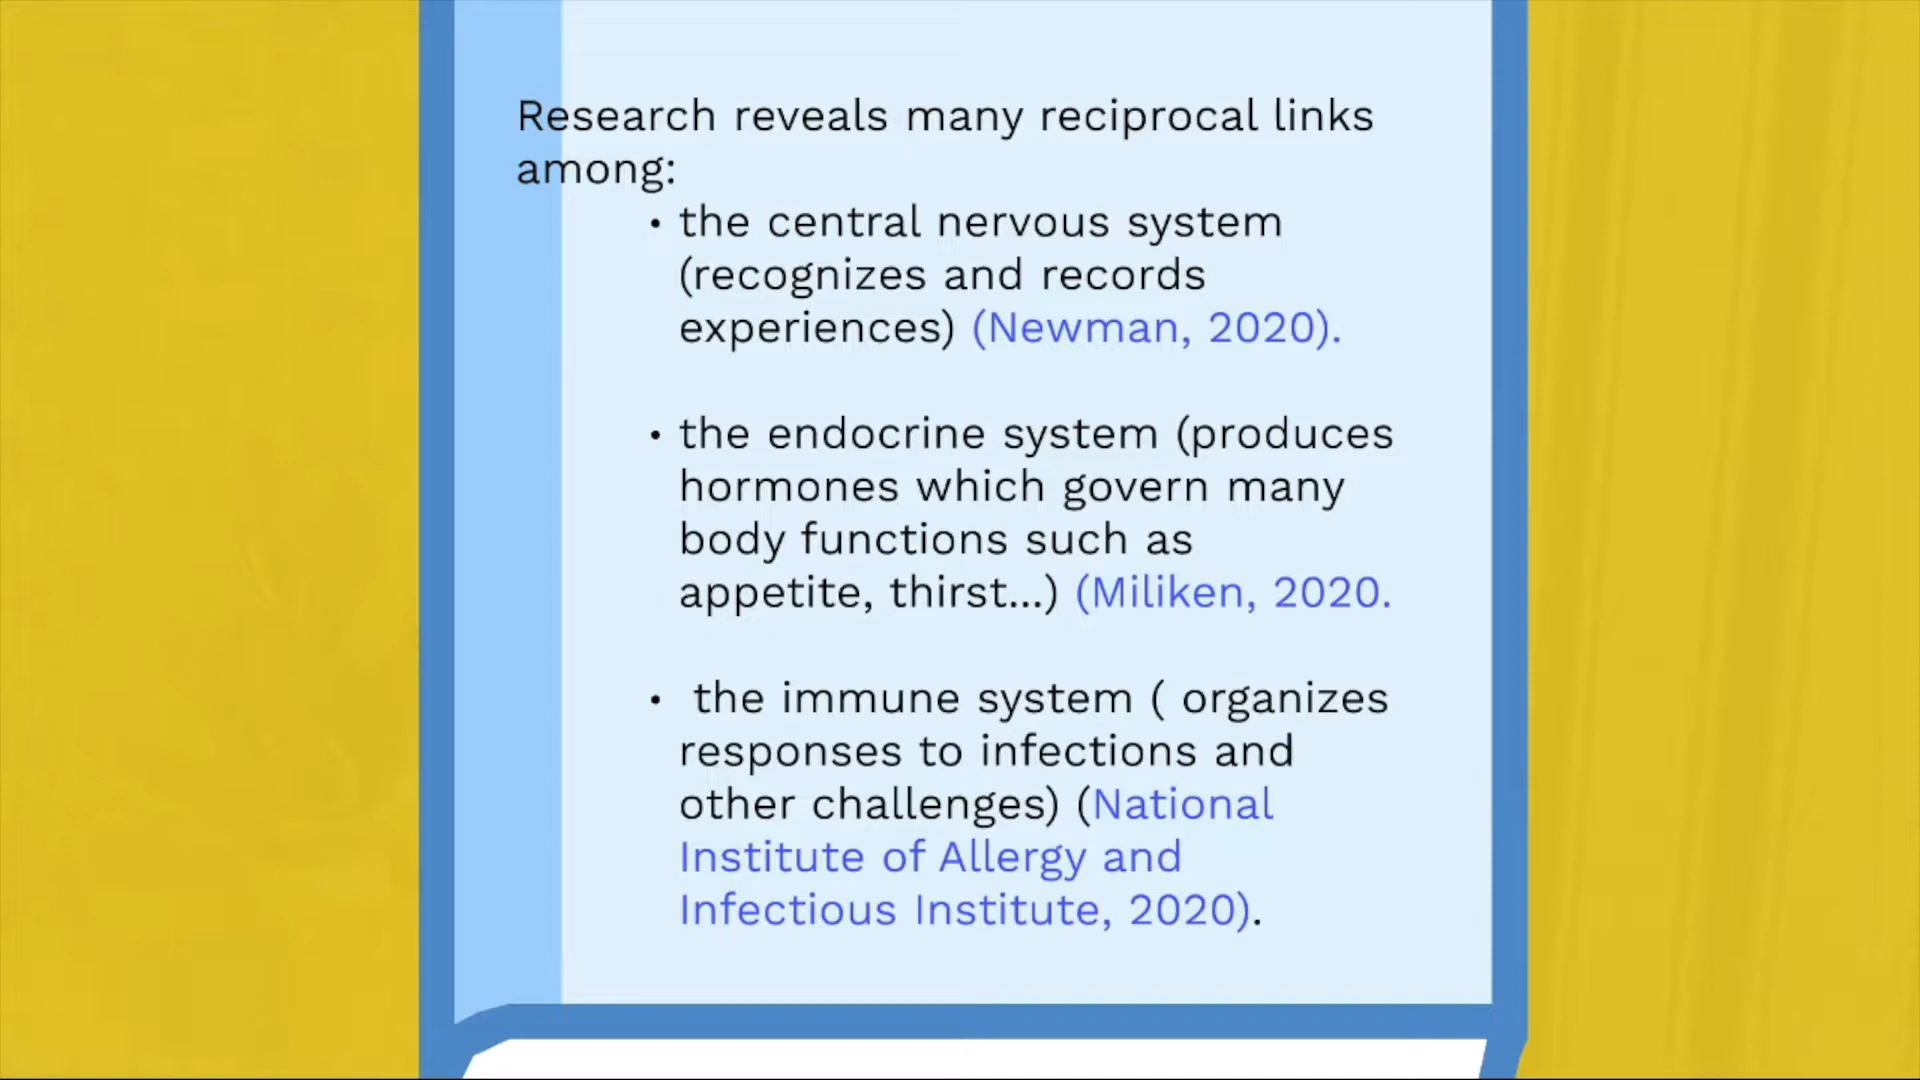 Research reveals many reciprocal links
among:
• the central nervous system
(recognizes and records
experiences) (Newman, 2020).
• the endocrine system (produces
hormones which govern many
body functions such as
appetite, thirst...) (Miliken, 2020.
• the immune system ( organizes
responses to infections and
other challenges) (National
Institute of Allergy and
Infectious Institute, 2020).